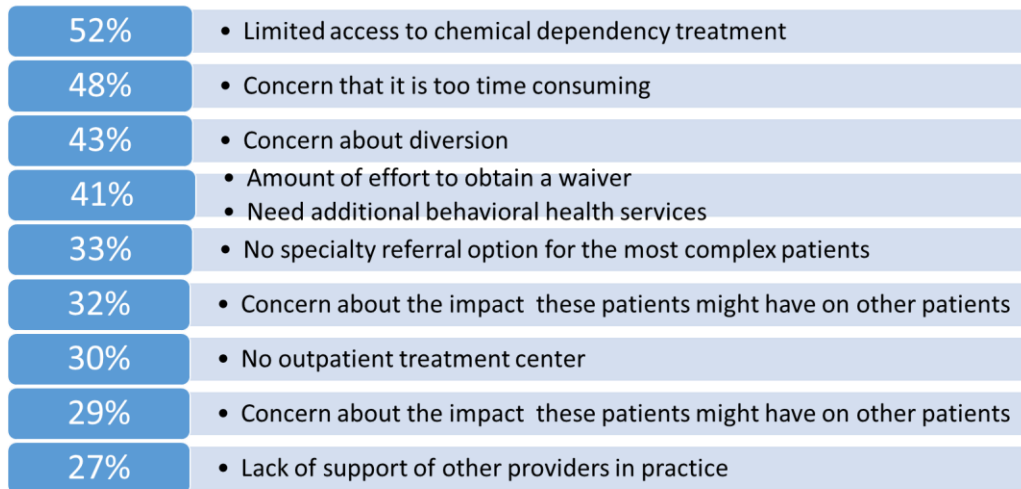 52%
• Limited access to chemical dependency treatment
48%
• Concern that it is too time consuming
43%
• Concern about diversion
41%
• Amount of effort to obtain a waiver
• Need additional behavioral health services
33%
• No specialty referral option for the most complex patients
32%
• Concern about the impact  these patients might have on other patients
30%
• No outpatient treatment center
29%
• Concern about the impact  these patients might have on other patients
27%
• Lack of support of other providers in practice